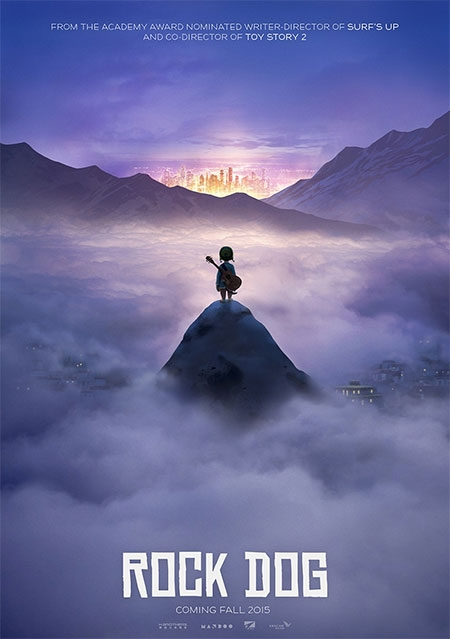 FROM THE ACADEMY AWARD NOMINATED WRITER-DIRECTOR OF SURF'S UP
AND CO-DIRECTOR OF TOY STORY 2
ROCK DOG
COMING FALL 2015
MANDOO